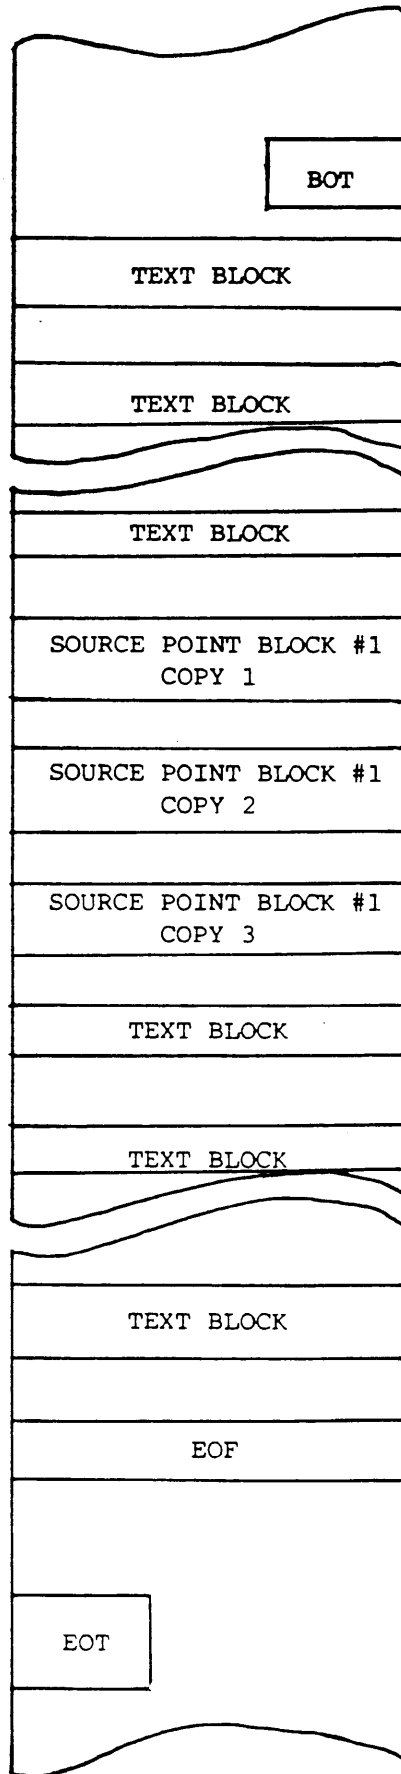 BOT
TEXT BLOCK
TEXT BLOCK
TEXT BLOCK
SOURCE POINT BLOCK #1
COPY 1
SOURCE POINT BLOCK #1
COPY 2
SOURCE POINT BLOCK #1
COPY 3
TEXT BLOCK
TEXT BLOCK
TEXT BLOCK
EOF
EOT